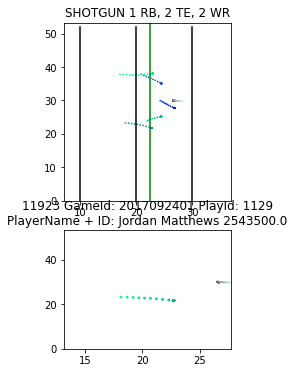 SHOTGUN 1 RB, 2 TE, 2 WR
50
40
30
20
10
0
10 20 30
11923 GameId: 2017092401 PlayId: 1129
PlayerName + ID: Jordan Matthews 2543500.0
40
20
0
15 20 25